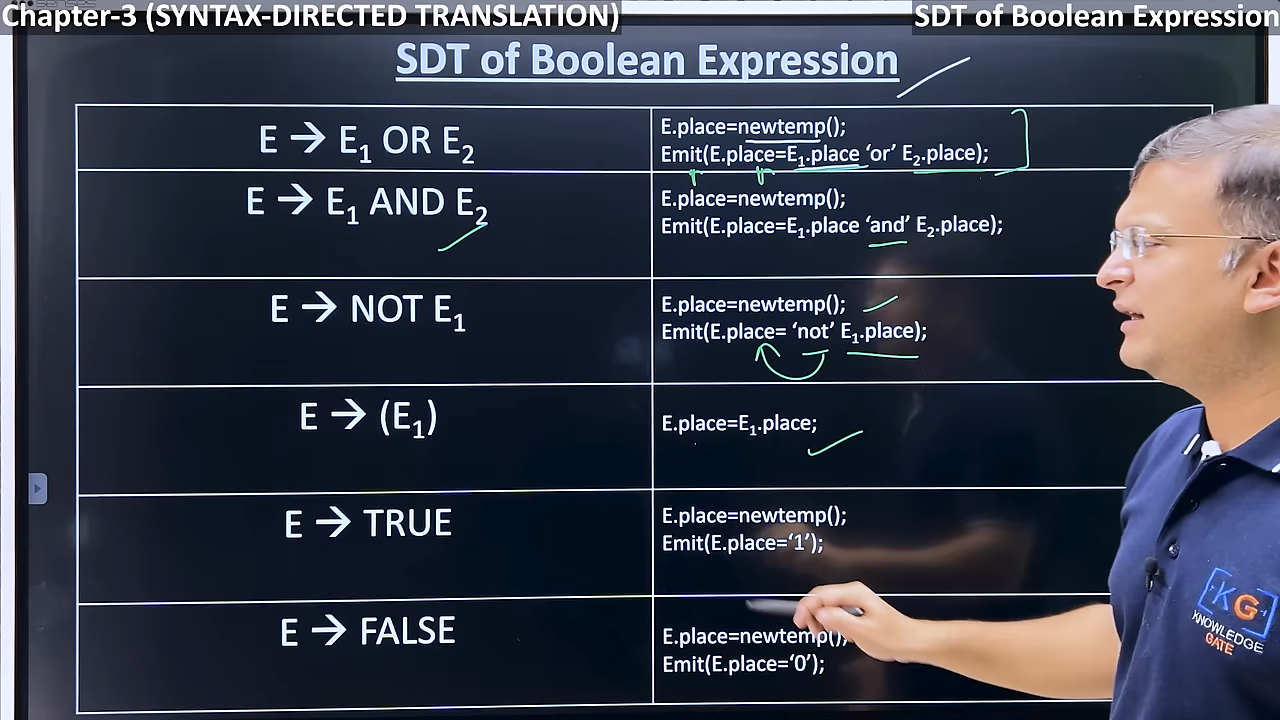 Chapter-3 (SYNTAX-DIRECTED TRANSLATION)
SDT of Boolean Expression
SDT of Boolean Expression
E → E₁ OR E₂
E.place=newtemp();
Emit(E.place=E₁.place ‘or’ E₂.place);
E → E₁ AND E₂
E.place=newtemp();
Emit(E.place=E₁.place ‘and’ E₂.place);
E → NOT E₁
E.place=newtemp();
Emit(E.place= ‘not’ E₁.place);
E → (E₁)
E.place=E₁.place;
E → TRUE
E.place=newtemp();
Emit(E.place=‘1’);
E → FALSE
E.place=newtemp();
Emit(E.place=‘0’);
KG
KNOWLEDGE
GATE